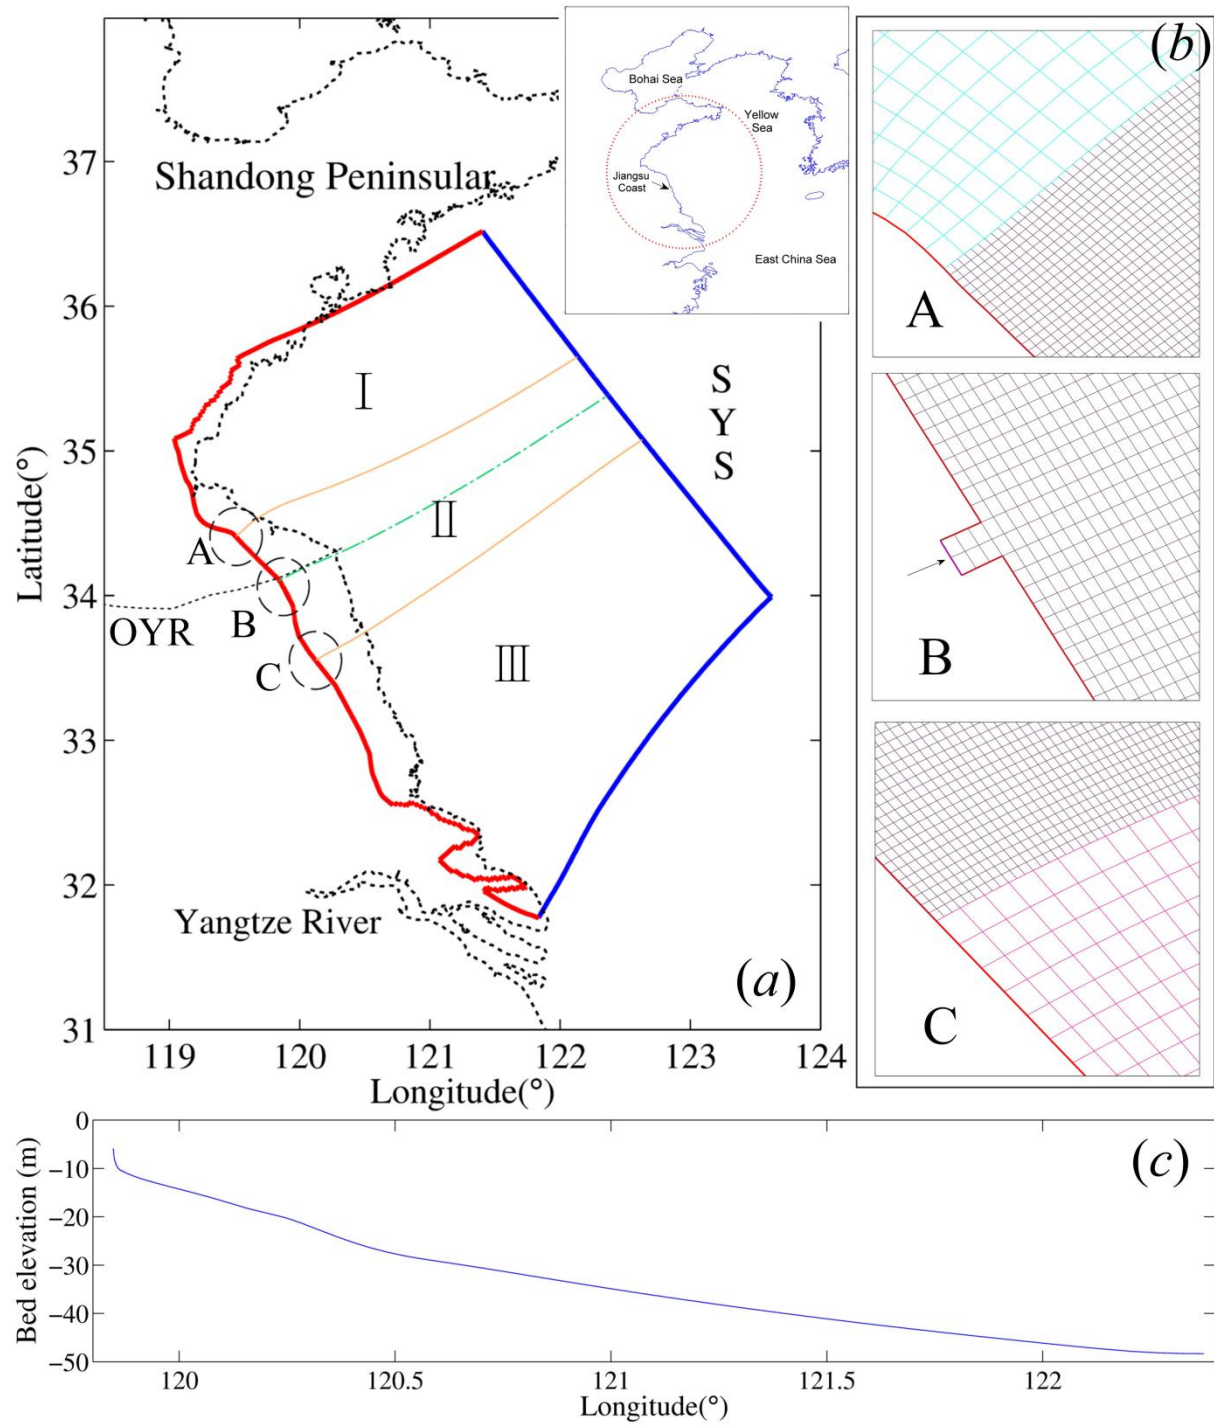 Shandong Peninsular
37
36
35
34
33
32
31
Latitude(°)
119
120
121
122
123
124
Longitude(°)
Ⅰ
Ⅱ
Ⅲ
S
Y
S
A
B
C
OYR
Yangtze River
(a)
Bohai Sea
Yellow
Sea
Jiangsu
Coast
East China Sea
(b)
A
B
C
(c)
0
−10
−20
−30
−40
−50
Bed elevation (m)
120
120.5
121
121.5
122
Longitude(°)